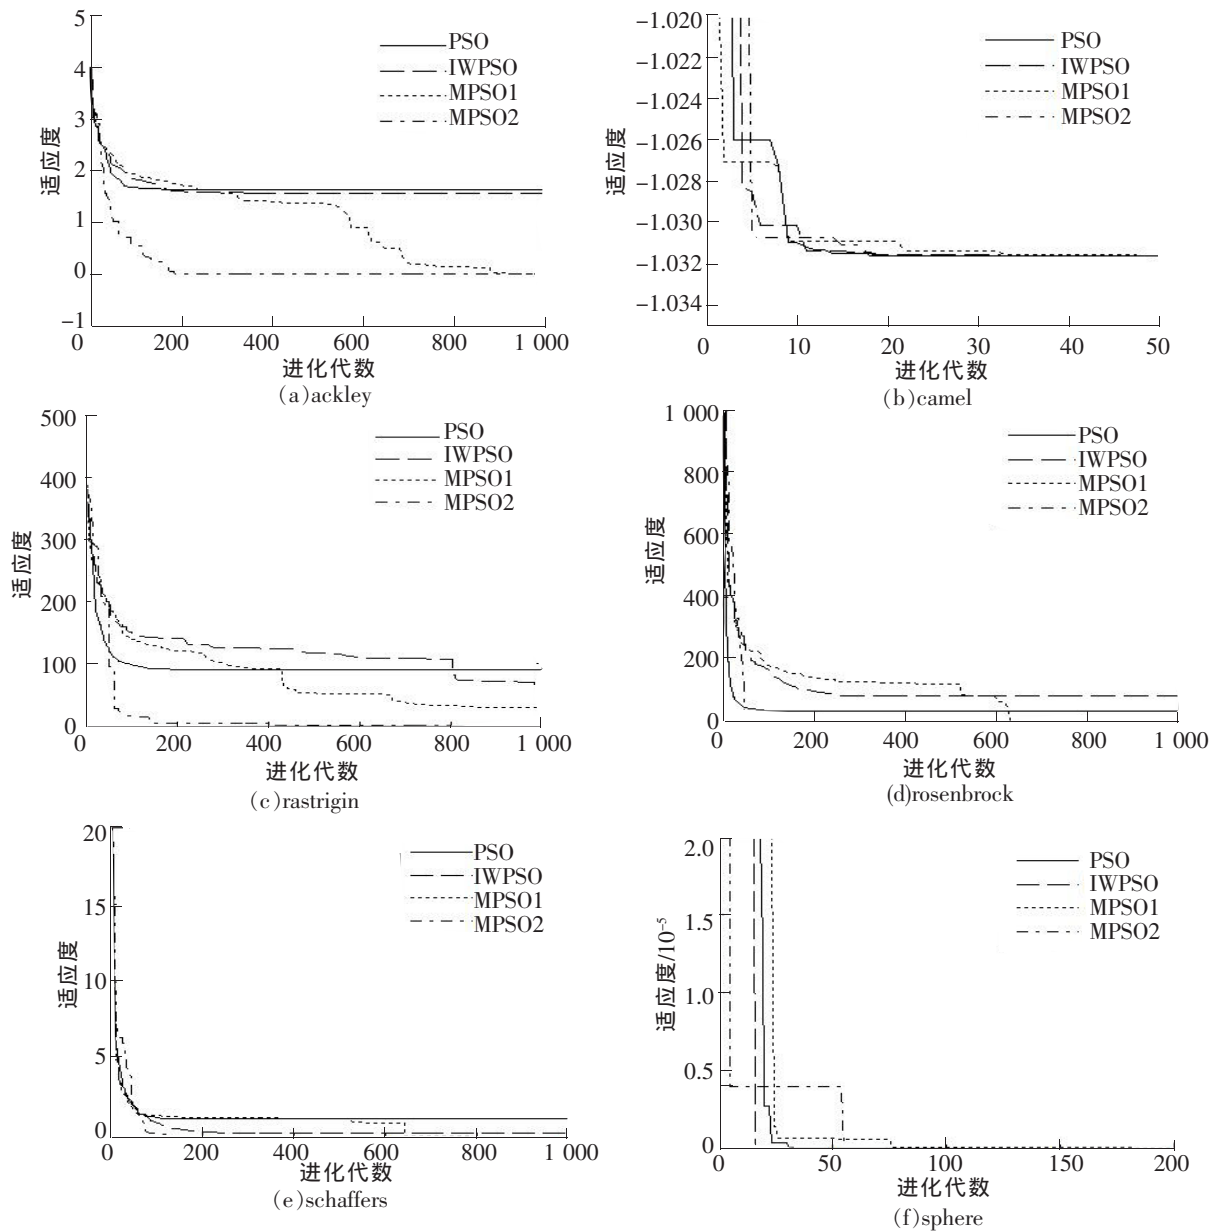 5
4
3
2
1
0
−1
适应度
PSO
IWPSO
MPSO1
MPSO2
0
200
400
600
800
1 000
进化代数
(a)ackley
−1.020
−1.022
−1.024
−1.026
−1.028
−1.030
−1.032
−1.034
适应度
PSO
IWPSO
MPSO1
MPSO2
0
10
20
30
40
50
进化代数
(b)camel
500
400
300
200
100
0
适应度
PSO
IWPSO
MPSO1
MPSO2
0
200
400
600
800
1 000
进化代数
(c)rastrigin
1 000
800
600
400
200
0
适应度
PSO
IWPSO
MPSO1
MPSO2
0
200
400
600
800
1 000
进化代数
(d)rosenbrock
20
15
10
5
0
适应度
PSO
IWPSO
MPSO1
MPSO2
0
200
400
600
800
1 000
进化代数
(e)schaffers
2.0
1.5
1.0
0.5
0
适应度/10⁻⁵
PSO
IWPSO
MPSO1
MPSO2
0
50
100
150
200
进化代数
(f)sphere